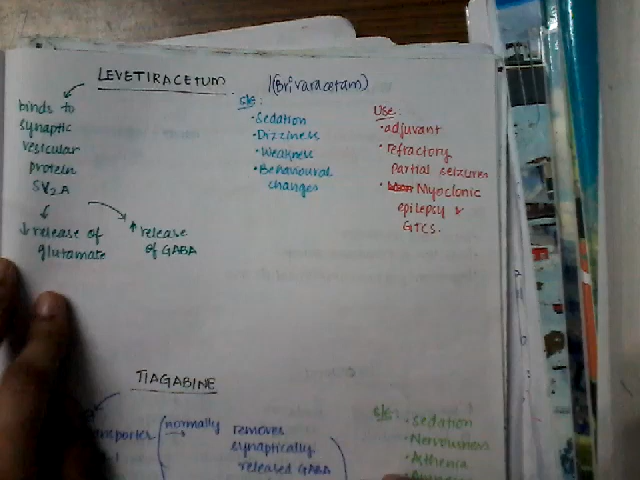 LEVETIRACETUM /(Brivaracetam)
binds to
synaptic
vesicular
protein
SV2A
↓ release of
glutamate
↑ release
of GABA
S/E:
• Sedation
• Dizziness
• Weakness
• Behavioural
changes
Use:
• adjuvant
• refractory
partial seizures
• Myoclonic
epilepsy &
GTCS.
TIAGABINE
normally removes
synaptically
released GABA
S/E:
• Sedation
• Nervousness
• Asthenia